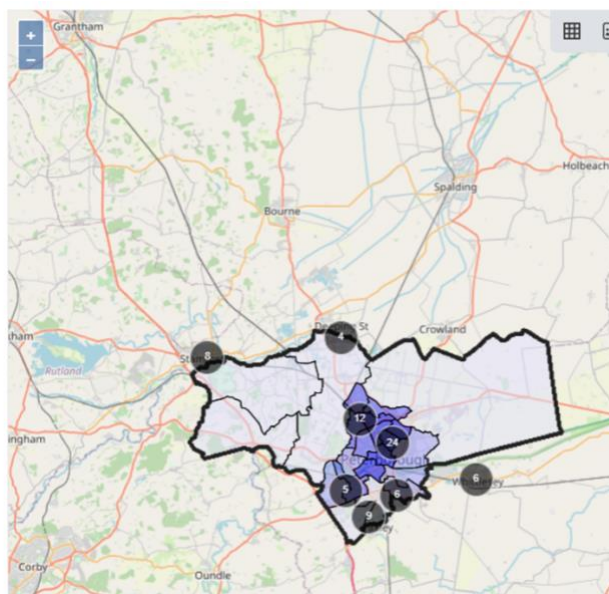 Grantham
+
−
Holbeach
Spalding
Bourne
Crowland
4
8
Rutland
12
24
6
5
6
9
Corby
Oundle